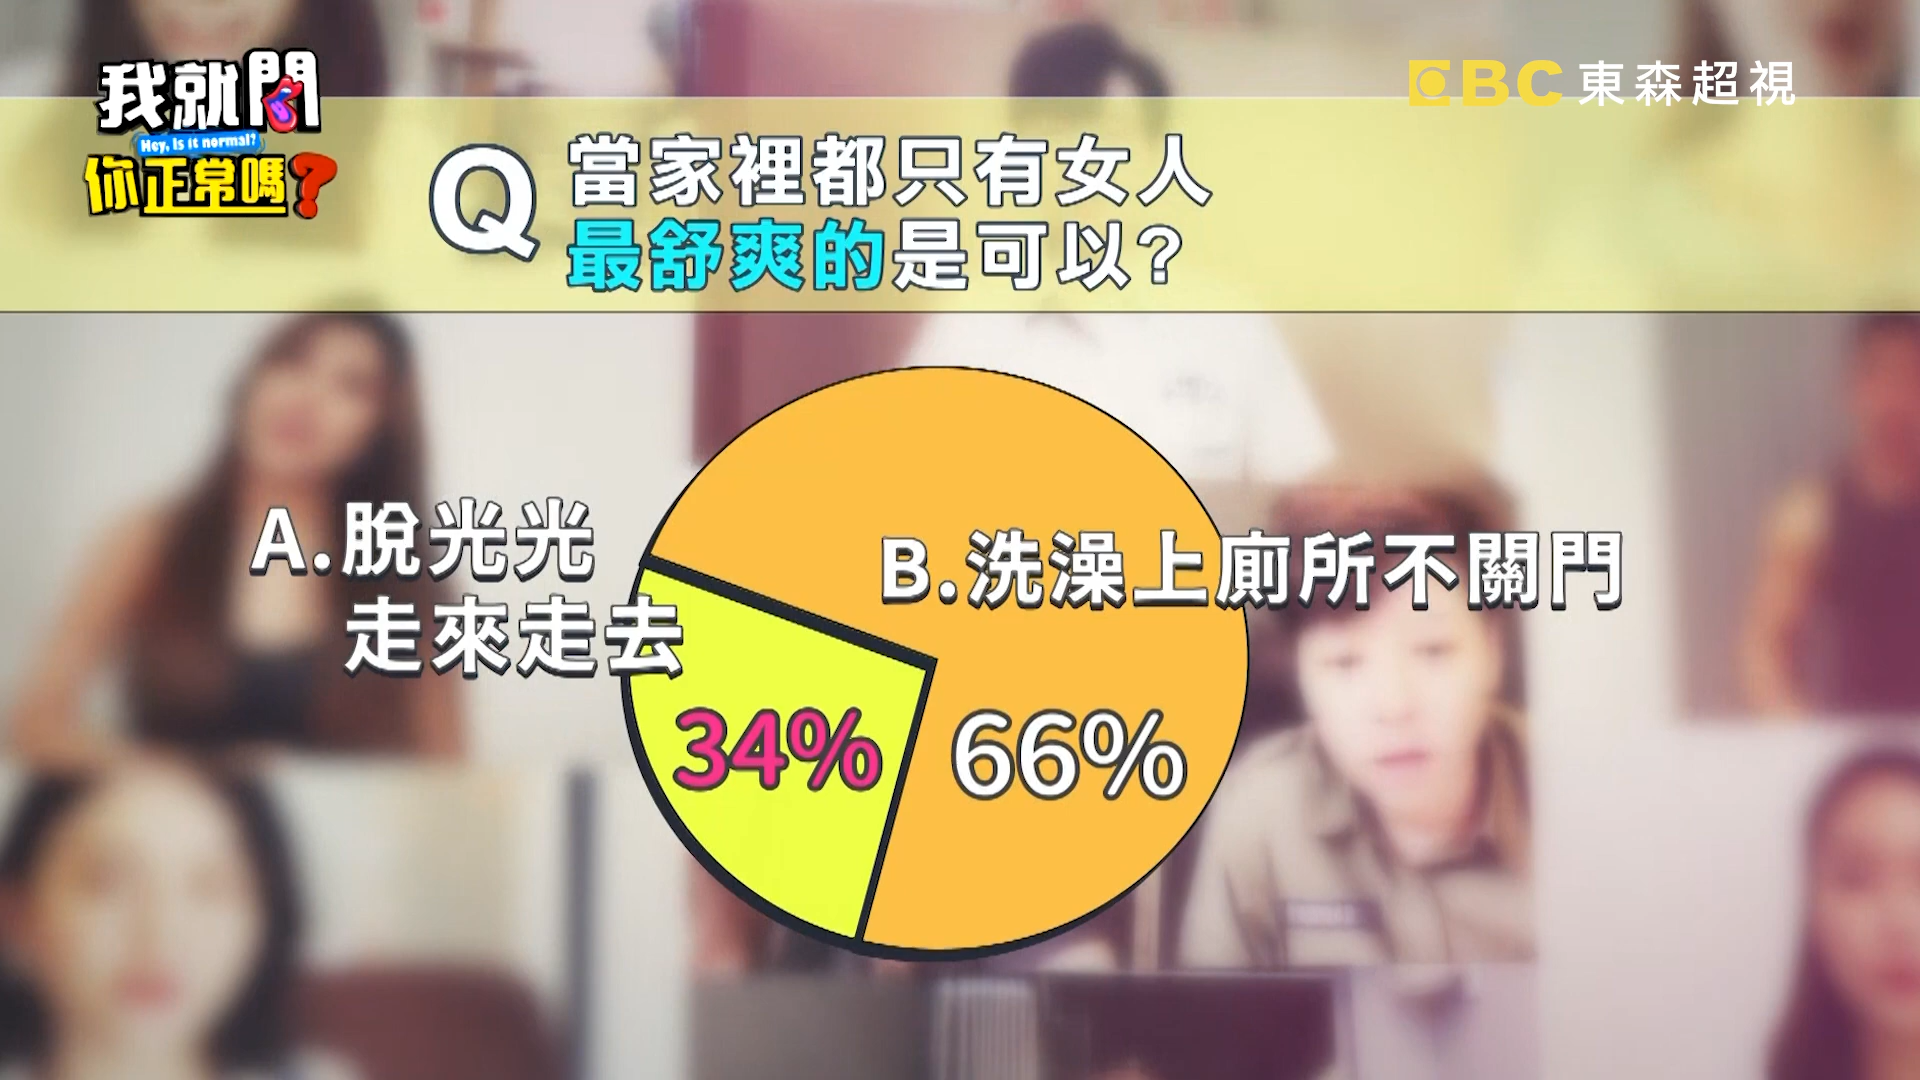 我就問
Hey, Is it normal?
你正常嗎?
EBC 東森超視
Q 當家裡都只有女人
最舒爽的是可以?
A.脫光光
走來走去
B.洗澡上廁所不關門
34%
66%